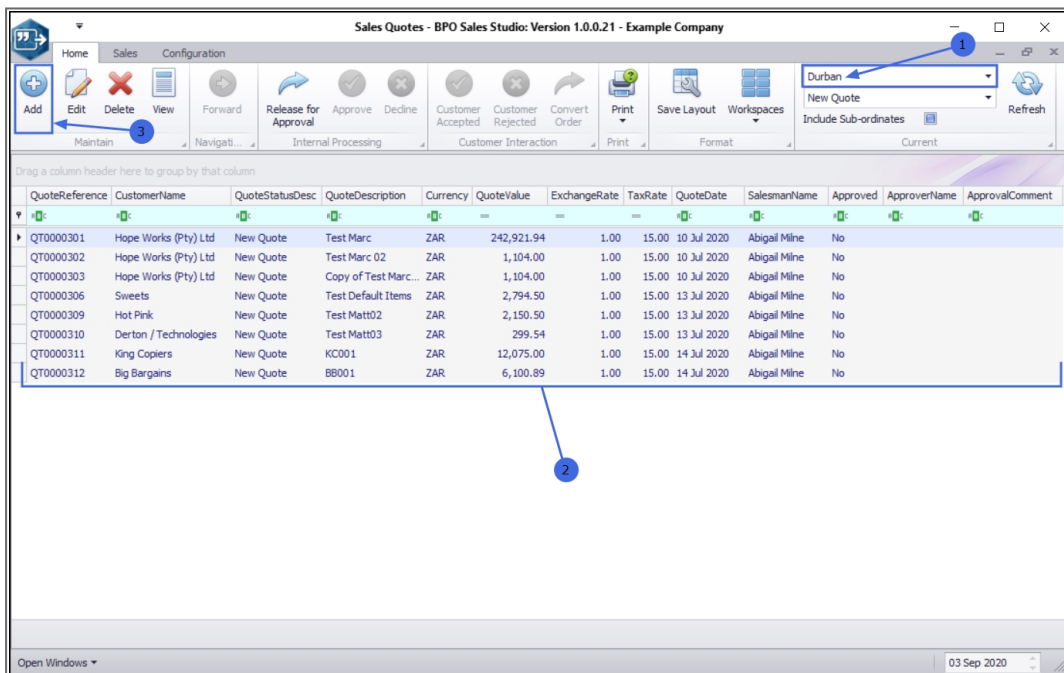 Sales Quotes - BPO Sales Studio: Version 1.0.0.21 - Example Company
Home Sales Configuration
1
Add Edit Delete View Forward Release for Approval Approve Decline Customer Accepted Customer Rejected Convert Order Print Save Layout Workspaces Refresh
Durban
New Quote
Include Sub-ordinates
3
Maintain Navigati... Internal Processing Customer Interaction Print Format Current
Drag a column header here to group by that column
QuoteReference CustomerName QuoteStatusDesc QuoteDescription Currency QuoteValue ExchangeRate TaxRate QuoteDate SalesmanName Approved ApproverName ApprovalComment
QT0000301 Hope Works (Pty) Ltd New Quote Test Marc ZAR 242,921.94 1.00 15.00 10 Jul 2020 Abigail Milne No
QT0000302 Hope Works (Pty) Ltd New Quote Test Marc 02 ZAR 1,104.00 1.00 15.00 10 Jul 2020 Abigail Milne No
QT0000303 Hope Works (Pty) Ltd New Quote Copy of Test Marc... ZAR 1,104.00 1.00 15.00 10 Jul 2020 Abigail Milne No
QT0000306 Sweets New Quote Test Default Items ZAR 2,794.50 1.00 15.00 13 Jul 2020 Abigail Milne No
QT0000309 Hot Pink New Quote Test Matt02 ZAR 2,150.50 1.00 15.00 13 Jul 2020 Abigail Milne No
QT0000310 Derton / Technologies New Quote Test Matt03 ZAR 299.54 1.00 15.00 13 Jul 2020 Abigail Milne No
QT0000311 King Copiers New Quote KC001 ZAR 12,075.00 1.00 15.00 14 Jul 2020 Abigail Milne No
QT0000312 Big Bargains New Quote BB001 ZAR 6,100.89 1.00 15.00 14 Jul 2020 Abigail Milne No
2
Open Windows 03 Sep 2020